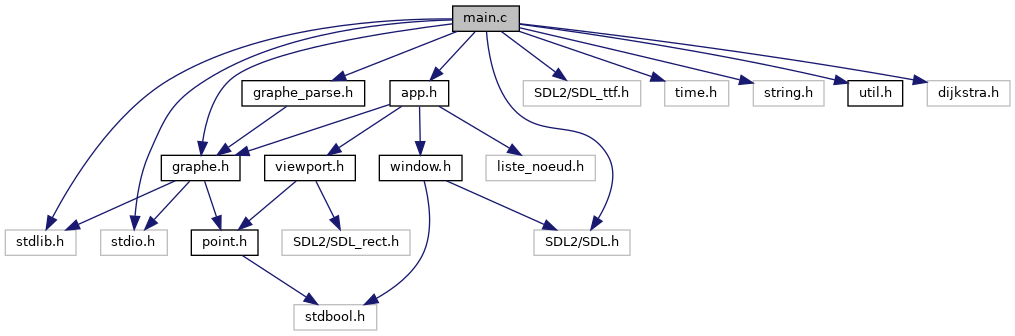 main.c
graphe_parse.h
app.h
SDL2/SDL_ttf.h
time.h
string.h
util.h
dijkstra.h
graphe.h
viewport.h
window.h
liste_noeud.h
stdlib.h
stdio.h
point.h
SDL2/SDL_rect.h
SDL2/SDL.h
stdbool.h